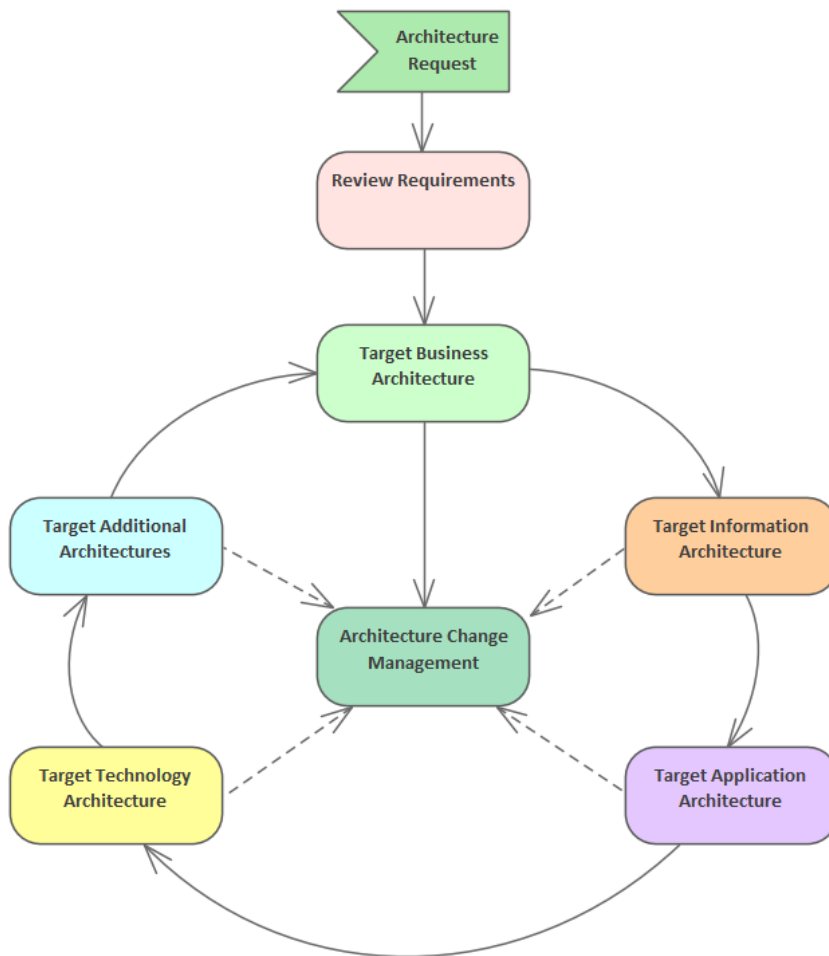 Architecture
Request
Review Requirements
Target Business
Architecture
Target Additional
Architectures
Target Information
Architecture
Architecture Change
Management
Target Technology
Architecture
Target Application
Architecture